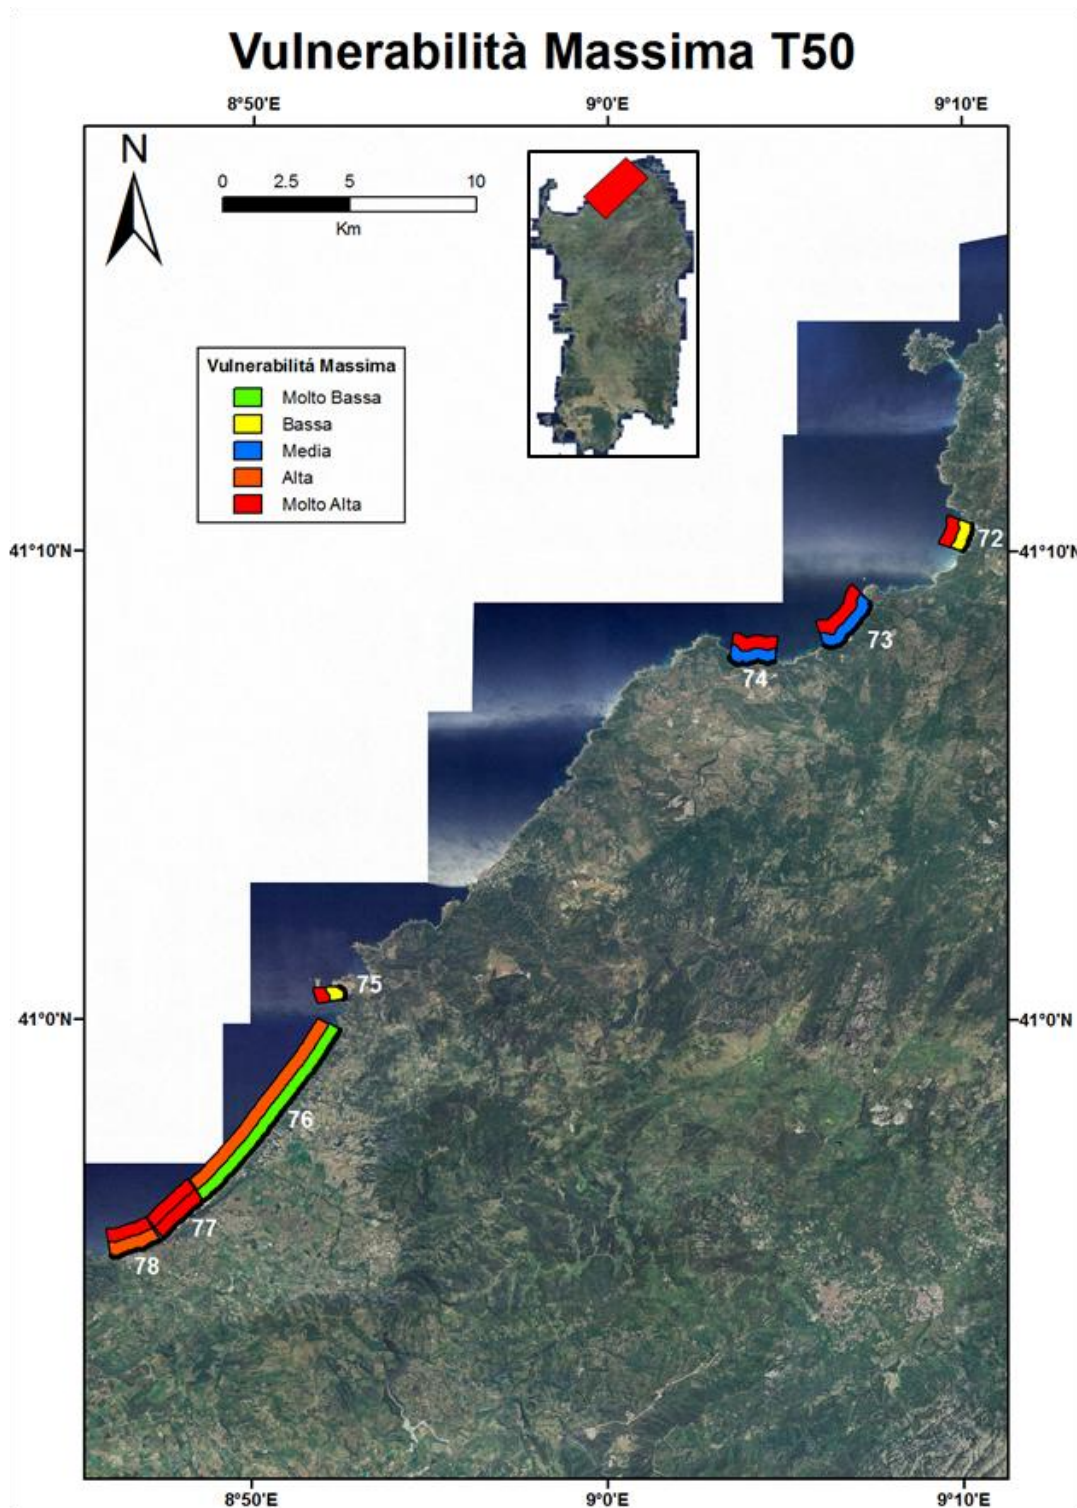 Vulnerabilità Massima T50
8°50'E 9°0'E 9°10'E
N
0 2.5 5 10
Km
Vulnerabilitá Massima
Molto Bassa
Bassa
Media
Alta
Molto Alta
41°10'N 41°10'N
72
73
74
75
41°0'N 41°0'N
76
77
78
8°50'E 9°0'E 9°10'E